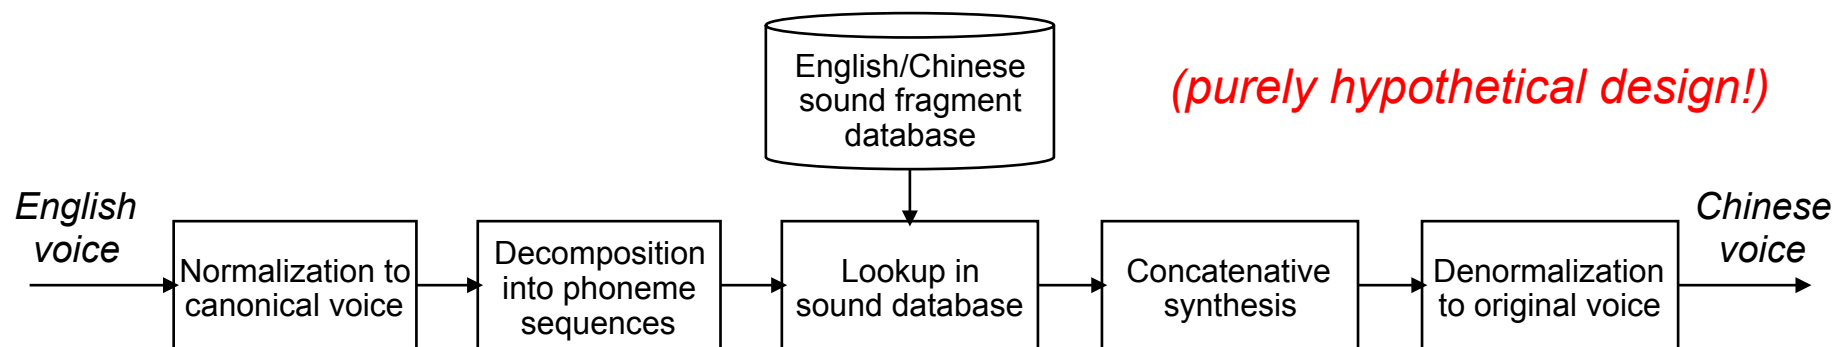 English/Chinese
sound fragment
database
(purely hypothetical design!)
English
voice
Normalization to
canonical voice
Decomposition
into phoneme
sequences
Lookup in
sound database
Concatenative
synthesis
Denormalization
to original voice
Chinese
voice